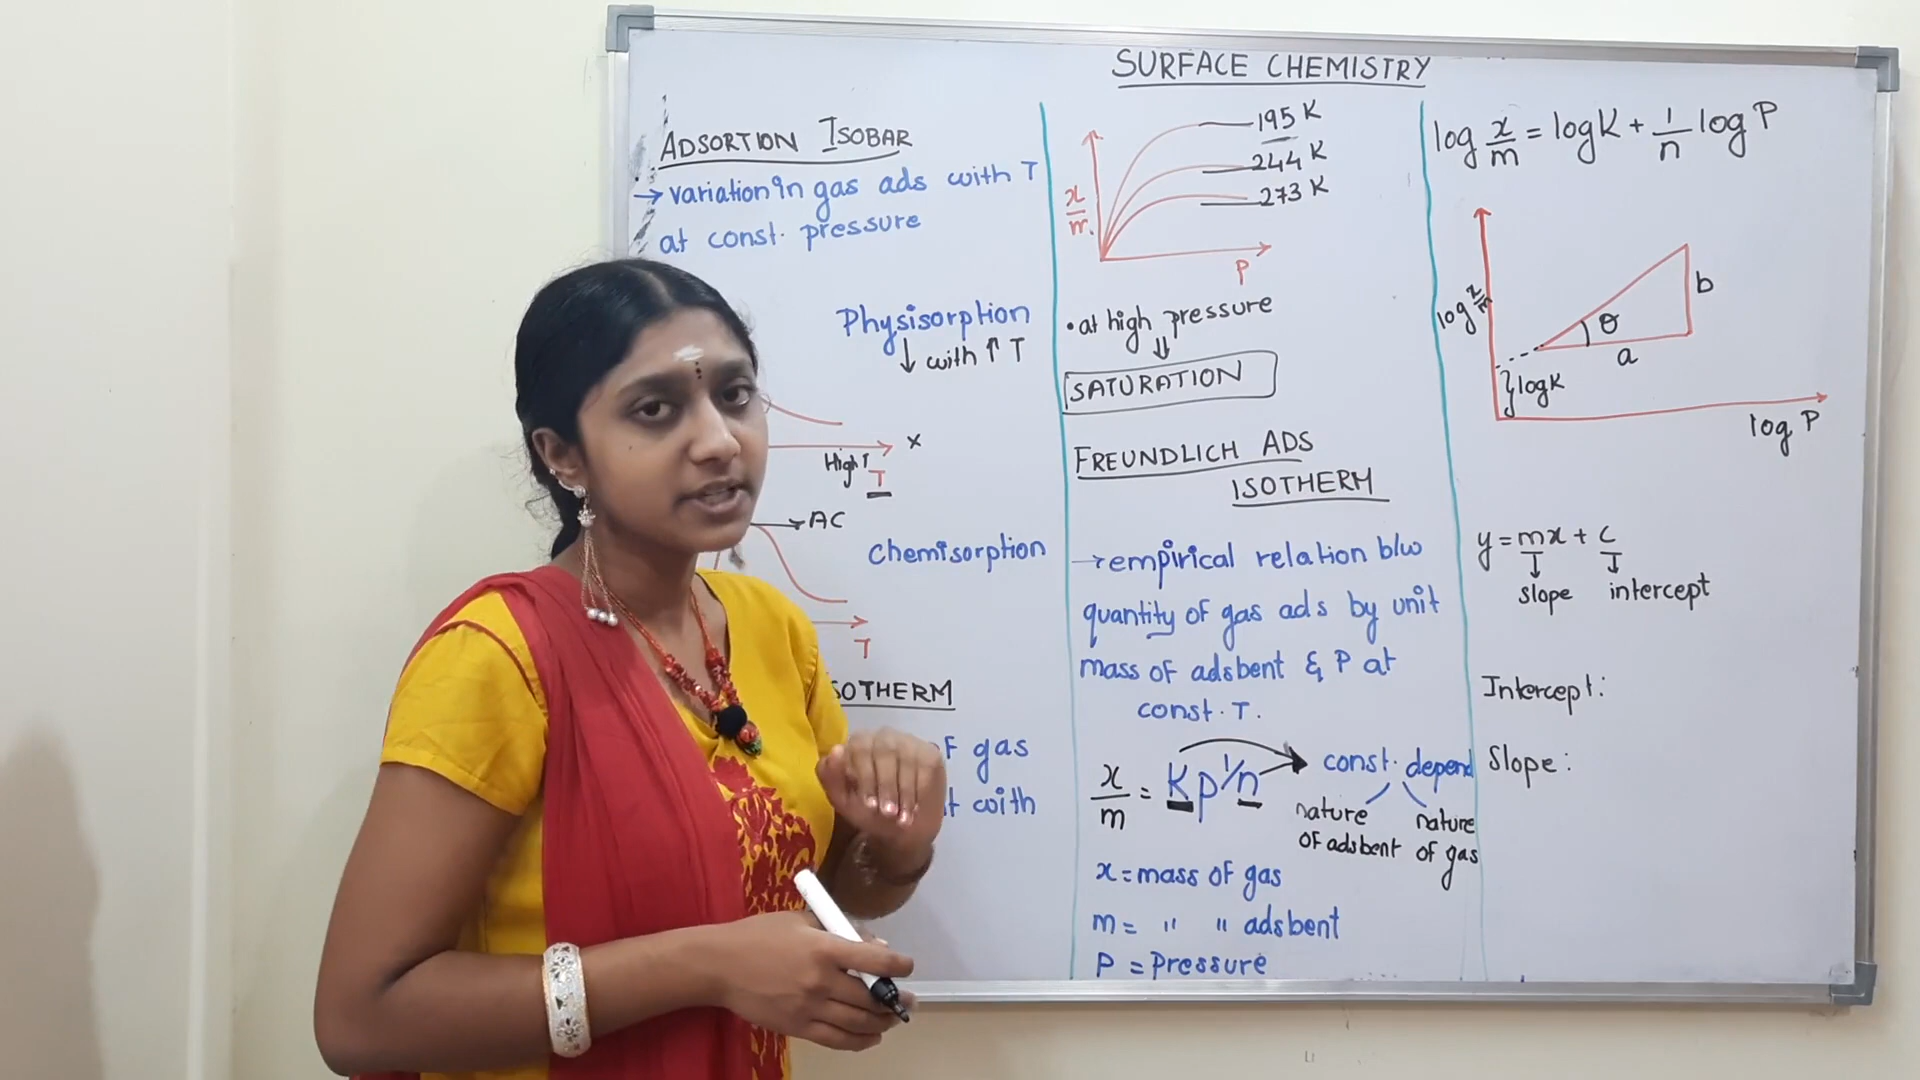 SURFACE CHEMISTRY
ADSORTION ISOBAR
→ variation in gas ads with T
at const. pressure
Physisorption
↓ with ↑ T
x
High T
T
AC
Chemisorption
T
SOTHERM
F gas
t with
195 K
244 K
273 K
x/m
P
• at high pressure
⇓
SATURATION
FREUNDLICH ADS
ISOTHERM
→ empirical relation b/w
quantity of gas ads by unit
mass of adsbent & P at
const. T.
x/m = K p^1/n → const. depend
nature nature
of adsbent of gas
x = mass of gas
m = " " adsbent
P = Pressure
log x/m = log K + 1/n log P
log x/m
b
θ
a
} log K
log P
y = mx + c
↓ ↓
slope intercept
Intercept:
Slope: